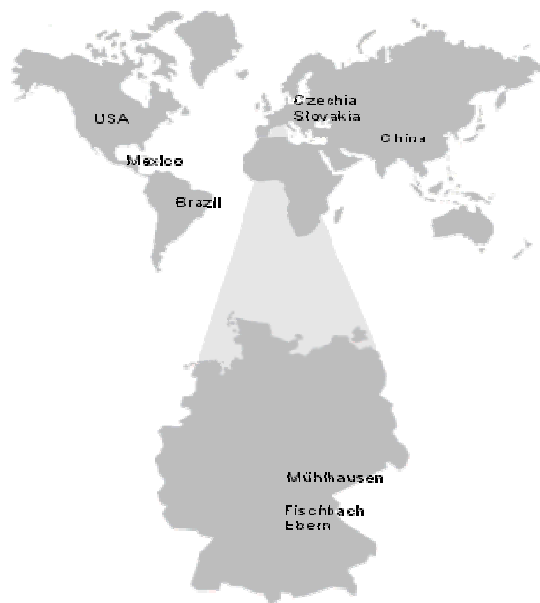 Czechia
USA
Slovakia
China
Mexico
Brazil
Mühlhausen
Fischbach
Ebern